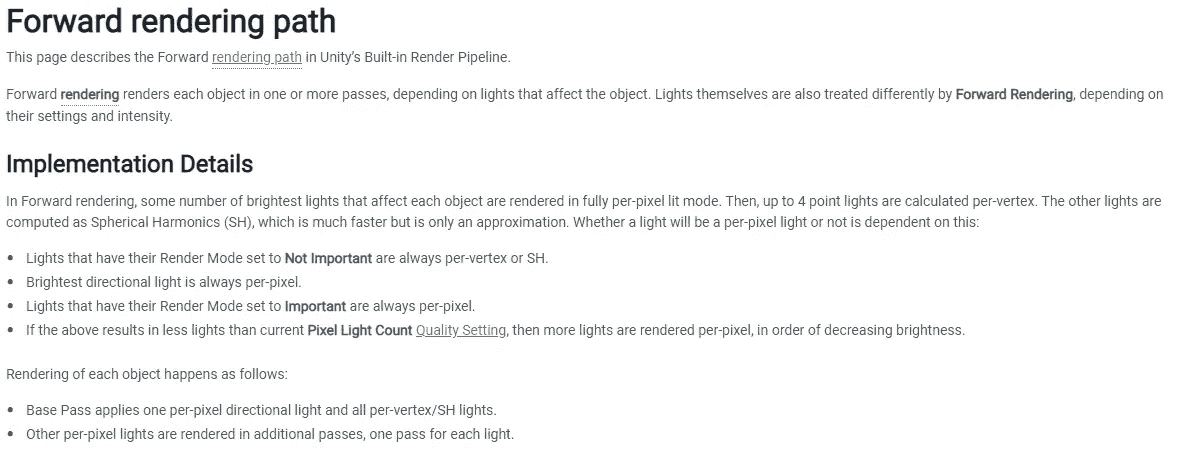 Forward rendering path
This page describes the Forward rendering path in Unity's Built-in Render Pipeline.
Forward rendering renders each object in one or more passes, depending on lights that affect the object. Lights themselves are also treated differently by Forward Rendering, depending on
their settings and intensity.
Implementation Details
In Forward rendering, some number of brightest lights that affect each object are rendered in fully per-pixel lit mode. Then, up to 4 point lights are calculated per-vertex. The other lights are
computed as Spherical Harmonics (SH), which is much faster but is only an approximation. Whether a light will be a per-pixel light or not is dependent on this:
• Lights that have their Render Mode set to Not Important are always per-vertex or SH.
• Brightest directional light is always per-pixel.
• Lights that have their Render Mode set to Important are always per-pixel.
• If the above results in less lights than current Pixel Light Count Quality Setting, then more lights are rendered per-pixel, in order of decreasing brightness.
Rendering of each object happens as follows:
• Base Pass applies one per-pixel directional light and all per-vertex/SH lights.
• Other per-pixel lights are rendered in additional passes, one pass for each light.